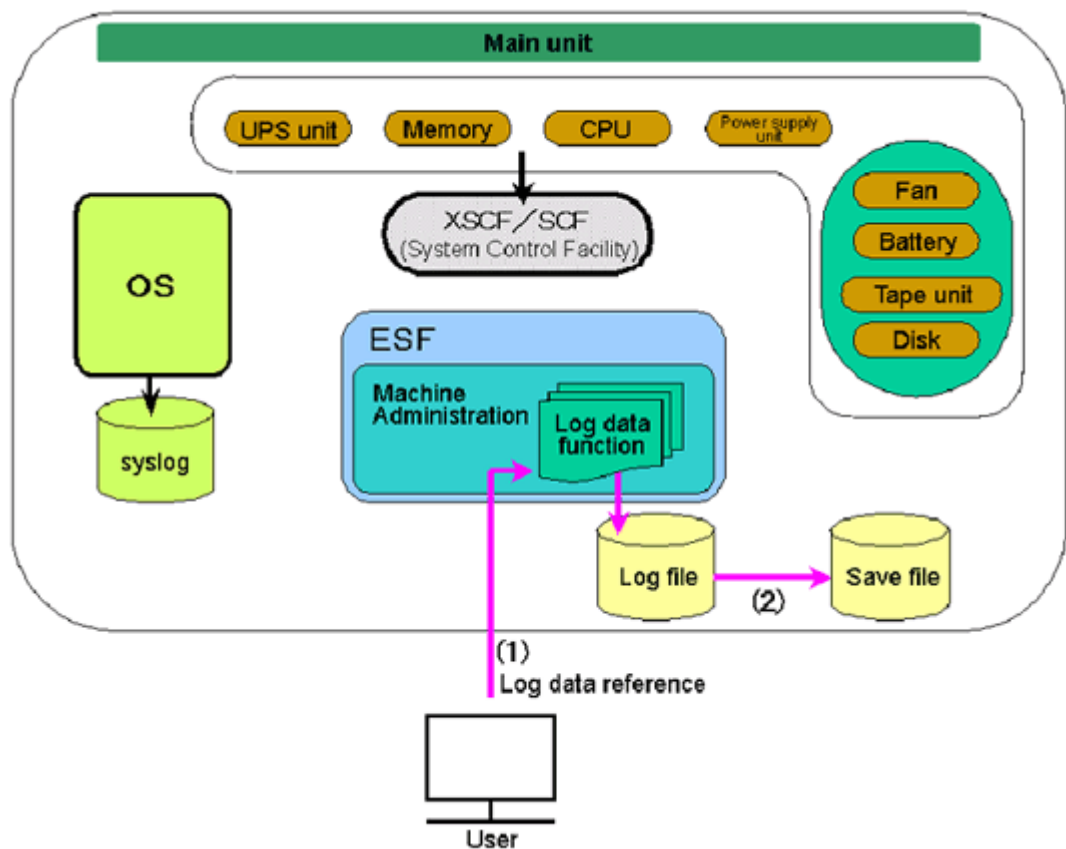 Main unit
UPS unit
Memory
CPU
Power supply
unit
Fan
Battery
Tape unit
Disk
XSCF／SCF
(System Control Facility)
OS
syslog
ESF
Machine
Administration
Log data
function
Log file
Save file
(2)
(1)
Log data reference
User